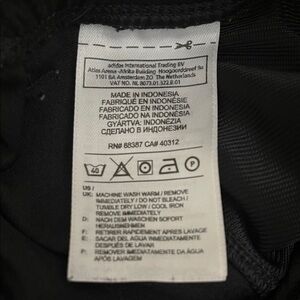 adidas International Trading BV
Atlas Arena -Afrika Building Hoogoorddreef 9a
1101 BA Amsterdam ZO The Netherlands
VAT NO. NL 8073.01.522.B.01
MADE IN INDONESIA
FABRIQUÉ EN INDONÉSIE
FABRICADO EN INDONESIA
FABRICADO NA INDONÉSIA
GYÁRTVA: INDONÉZIA
СДЕЛАНО В ИНДОНЕЗИИ
RN# 88387 CA# 40312
40
US /
UK: MACHINE WASH WARM / REMOVE
IMMEDIATELY / DO NOT BLEACH /
TUMBLE DRY LOW / COOL IRON
REMOVE IMMEDIATELY
D: NACH DEM WASCHEN SOFORT
HERAUSNEHMEN
F: RETIRER RAPIDEMENT APRES LAVAGE
E: SACAR DEL AGUA IMMEDIATAMENTE
DESPUÉS DE LAVAR
P: REMOVER IMEDIATAMENTE DA ÁGUA
APÓS LAVAGEM